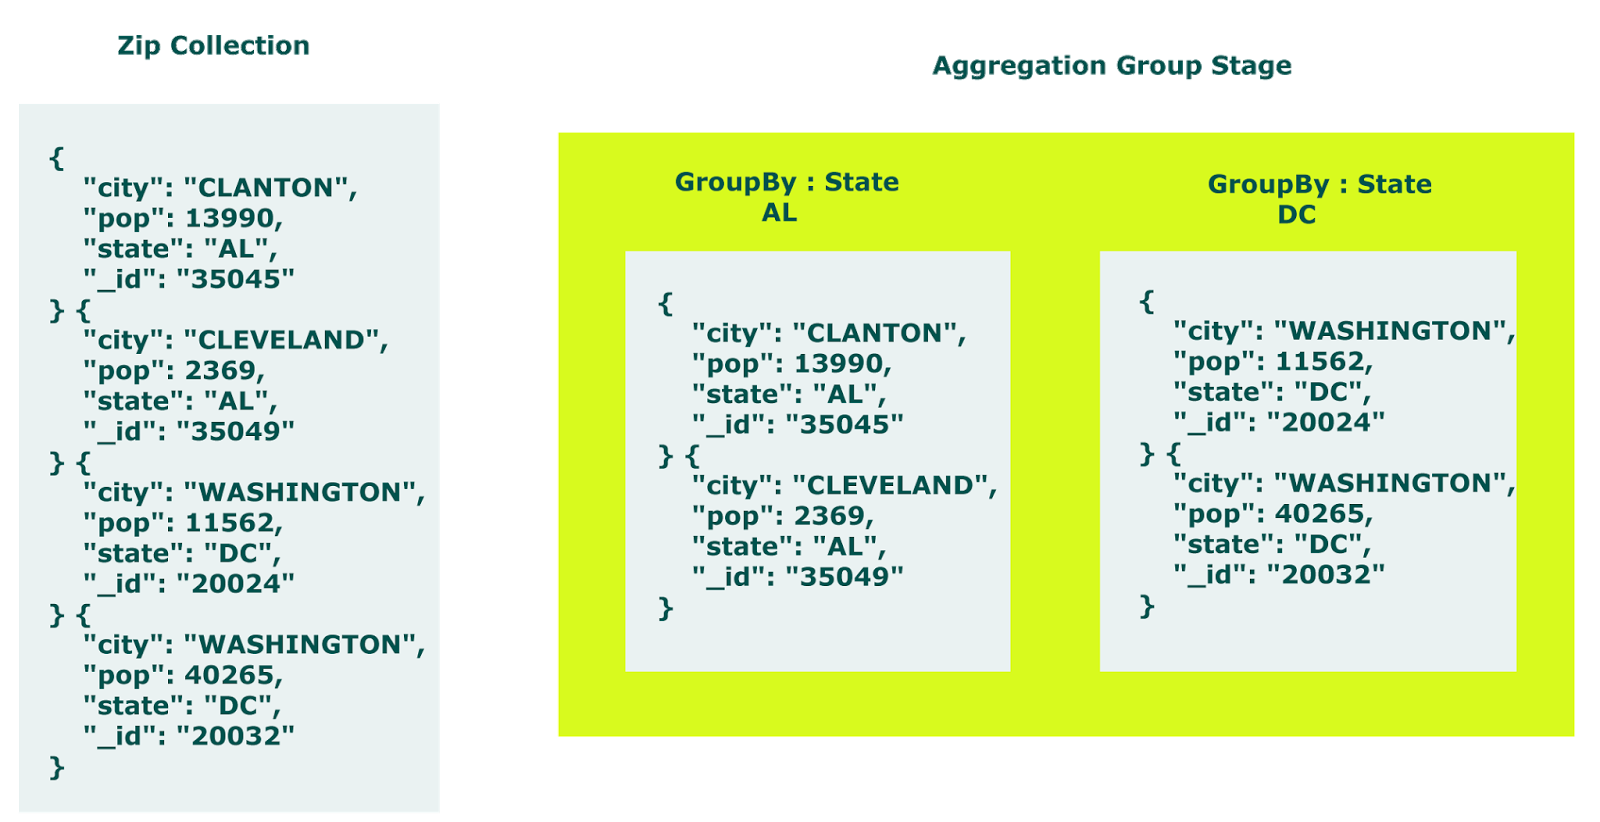 Zip Collection
{
"city": "CLANTON",
"pop": 13990,
"state": "AL",
"_id": "35045"
} {
"city": "CLEVELAND",
"pop": 2369,
"state": "AL",
"_id": "35049"
} {
"city": "WASHINGTON",
"pop": 11562,
"state": "DC",
"_id": "20024"
} {
"city": "WASHINGTON",
"pop": 40265,
"state": "DC",
"_id": "20032"
}
Aggregation Group Stage
GroupBy : State
AL
{
"city": "CLANTON",
"pop": 13990,
"state": "AL",
"_id": "35045"
} {
"city": "CLEVELAND",
"pop": 2369,
"state": "AL",
"_id": "35049"
}
GroupBy : State
DC
{
"city": "WASHINGTON",
"pop": 11562,
"state": "DC",
"_id": "20024"
} {
"city": "WASHINGTON",
"pop": 40265,
"state": "DC",
"_id": "20032"
}